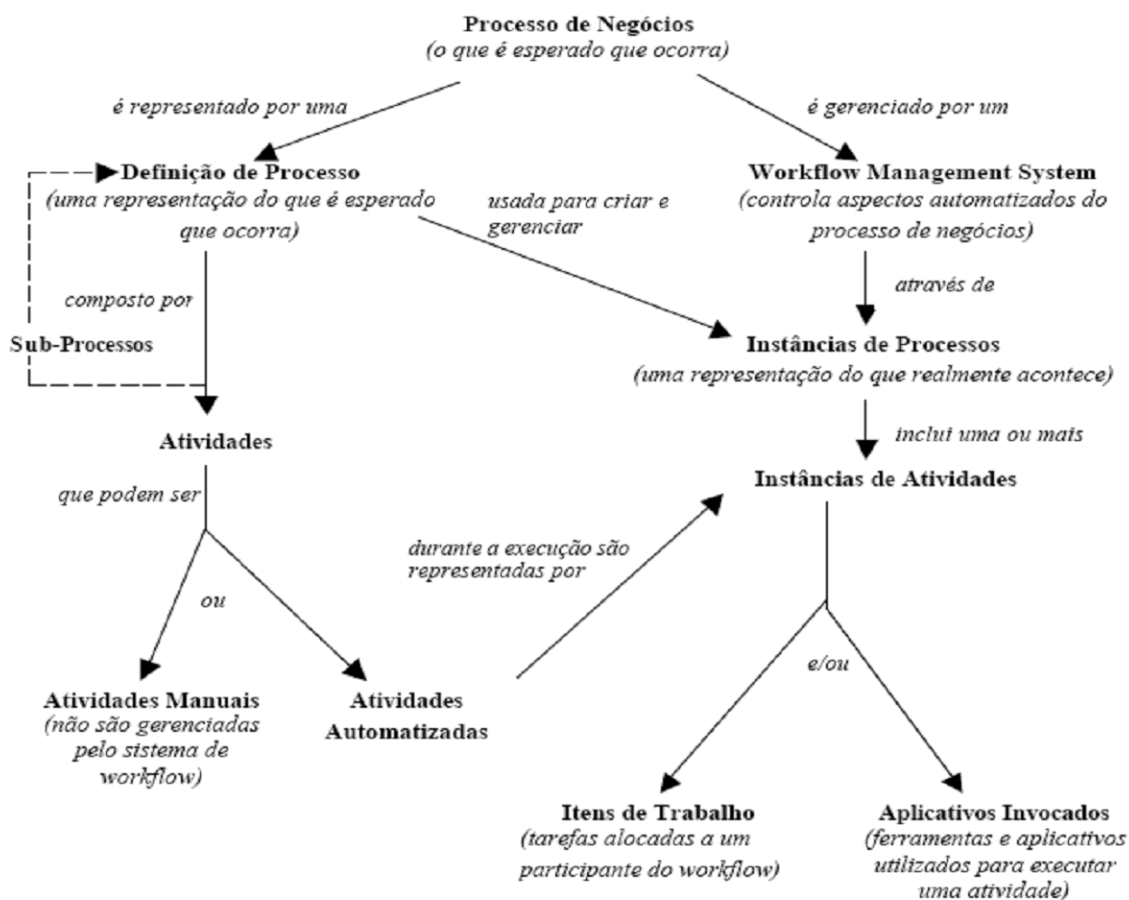 Processo de Negócios
(o que é esperado que ocorra)
é representado por uma
é gerenciado por um
Definição de Processo
(uma representação do que é esperado
que ocorra)
usada para criar e
gerenciar
Workflow Management System
(controla aspectos automatizados do
processo de negócios)
composto por
através de
Sub-Processos
Instâncias de Processos
(uma representação do que realmente acontece)
Atividades
inclui uma ou mais
que podem ser
Instâncias de Atividades
durante a execução são
representadas por
ou
e/ou
Atividades Manuais
(não são gerenciadas
pelo sistema de
workflow)
Atividades
Automatizadas
Itens de Trabalho
(tarefas alocadas a um
participante do workflow)
Aplicativos Invocados
(ferramentas e aplicativos
utilizados para executar
uma atividade)